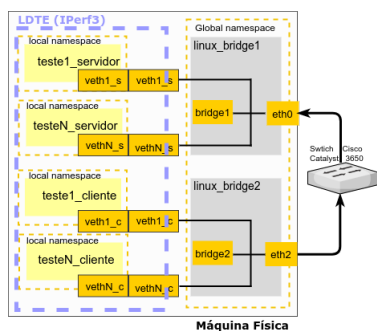 LDTE (IPerf3)
Global namespace
local namespace
teste1_servidor
veth1_s
veth1_s
linux_bridge1
local namespace
testeN_servidor
vethN_s
vethN_s
bridge1
eth0
Swtich Cisco
Catalyst 3650
local namespace
teste1_cliente
veth1_c
veth1_c
linux_bridge2
local namespace
testeN_cliente
vethN_c
vethN_c
bridge2
eth2
Máquina Física